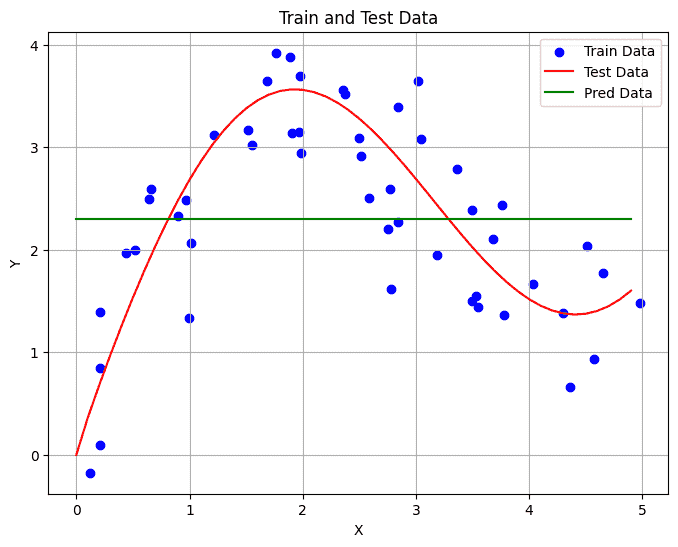 Train and Test Data
Train Data
Test Data
Pred Data
4
3
2
1
0
Y
0 1 2 3 4 5
X